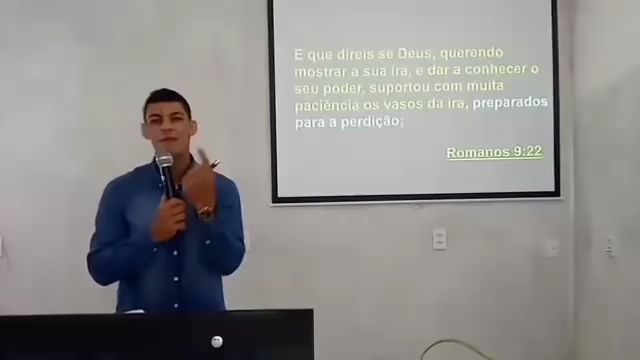 E que direis se Deus, querendo
mostrar a sua ira, e dar a conhecer o
seu poder, suportou com muita
paciência os vasos da ira, preparados
para a perdição;
Romanos 9:22